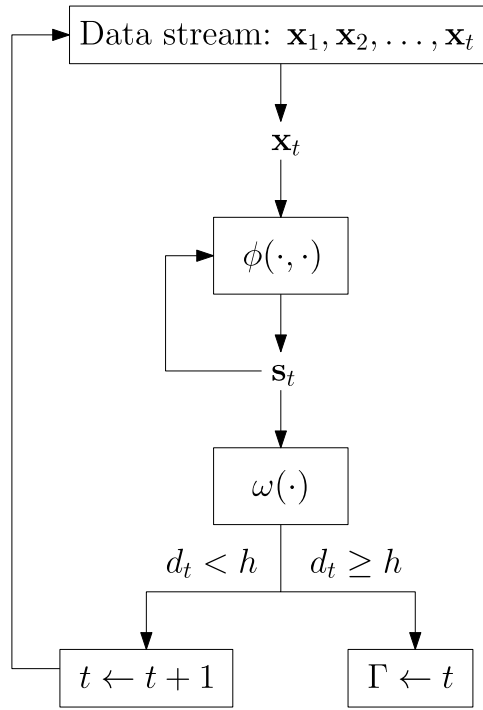 Data stream: x₁, x₂, . . . , xₜ
xₜ
ϕ(·, ·)
sₜ
ω(·)
dₜ < h
dₜ ≥ h
t ← t + 1
Γ ← t